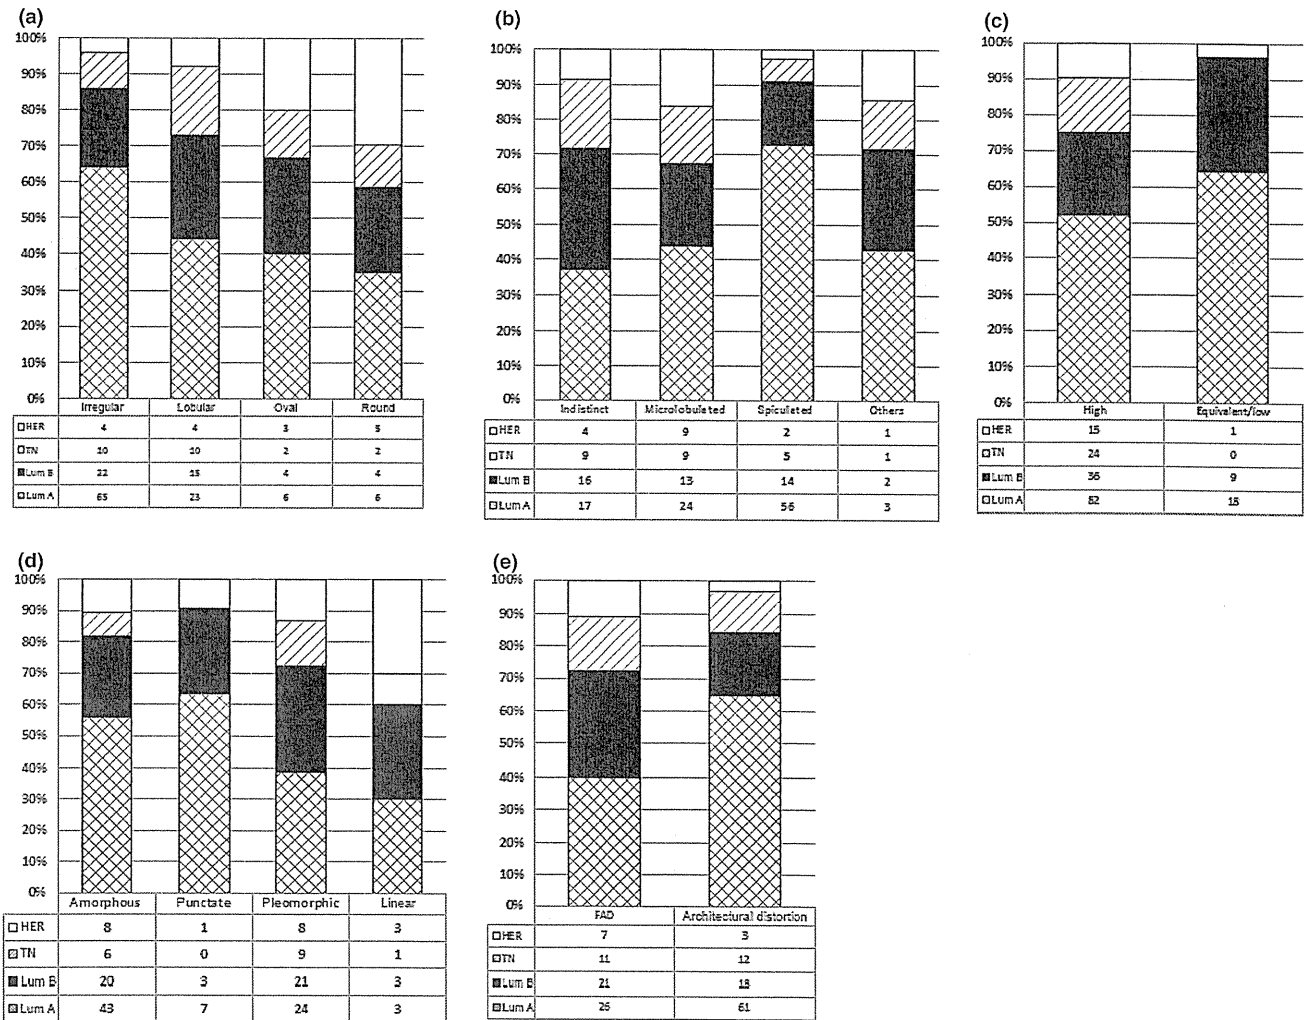 (a)
100%
90%
80%
70%
60%
50%
40%
30%
20%
10%
0%
Irregular Lobular Oval Round
HER 4 4 3 5
TN 10 10 2 2
Lum B 22 15 4 4
Lum A 65 23 6 6
(b)
100%
90%
80%
70%
60%
50%
40%
30%
20%
10%
0%
Indistinct Microlobulated Spiculated Others
HER 4 9 2 1
TN 9 9 5 1
Lum B 16 13 14 2
Lum A 17 24 56 3
(c)
100%
90%
80%
70%
60%
50%
40%
30%
20%
10%
0%
High Equivalent/low
HER 15 1
TN 24 0
Lum B 36 9
Lum A 82 18
(d)
100%
90%
80%
70%
60%
50%
40%
30%
20%
10%
0%
Amorphous Punctate Pleomorphic Linear
HER 8 1 8 3
TN 6 0 9 1
Lum B 20 3 21 3
Lum A 43 7 24 3
(e)
100%
90%
80%
70%
60%
50%
40%
30%
20%
10%
0%
FAD Architectural distortion
HER 7 3
TN 11 12
Lum B 21 18
Lum A 26 61